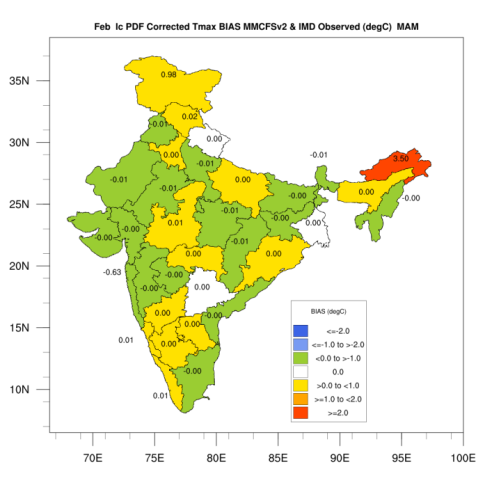 Feb Ic PDF Corrected Tmax BIAS MMCFSv2 & IMD Observed (degC) MAM
35N
0.98
0.02
-0.01
30N
0.00
0.00
-0.01
3.50
-0.01
-0.01
0.00
-0.01
0.00
-0.00
-0.00
25N
-0.01
-0.00
0.01
-0.00
0.00
-0.00
-0.01
0.00
0.00
20N
-0.63
-0.00
-0.00
0.00
0.00
-0.00
15N
0.00
0.01
0.00
-0.00
10N
0.01
BIAS (degC)
<=-2.0
<=-1.0 to >-2.0
<0.0 to >-1.0
0.0
>0.0 to <1.0
>=1.0 to <2.0
>=2.0
70E 75E 80E 85E 90E 95E 100E